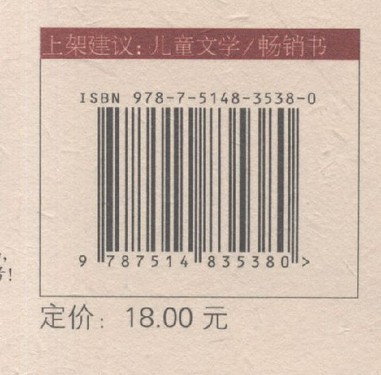 上架建议：儿童文学/畅销书
ISBN 978-7-5148-3538-0
9 787514 835380 >
定价：18.00 元